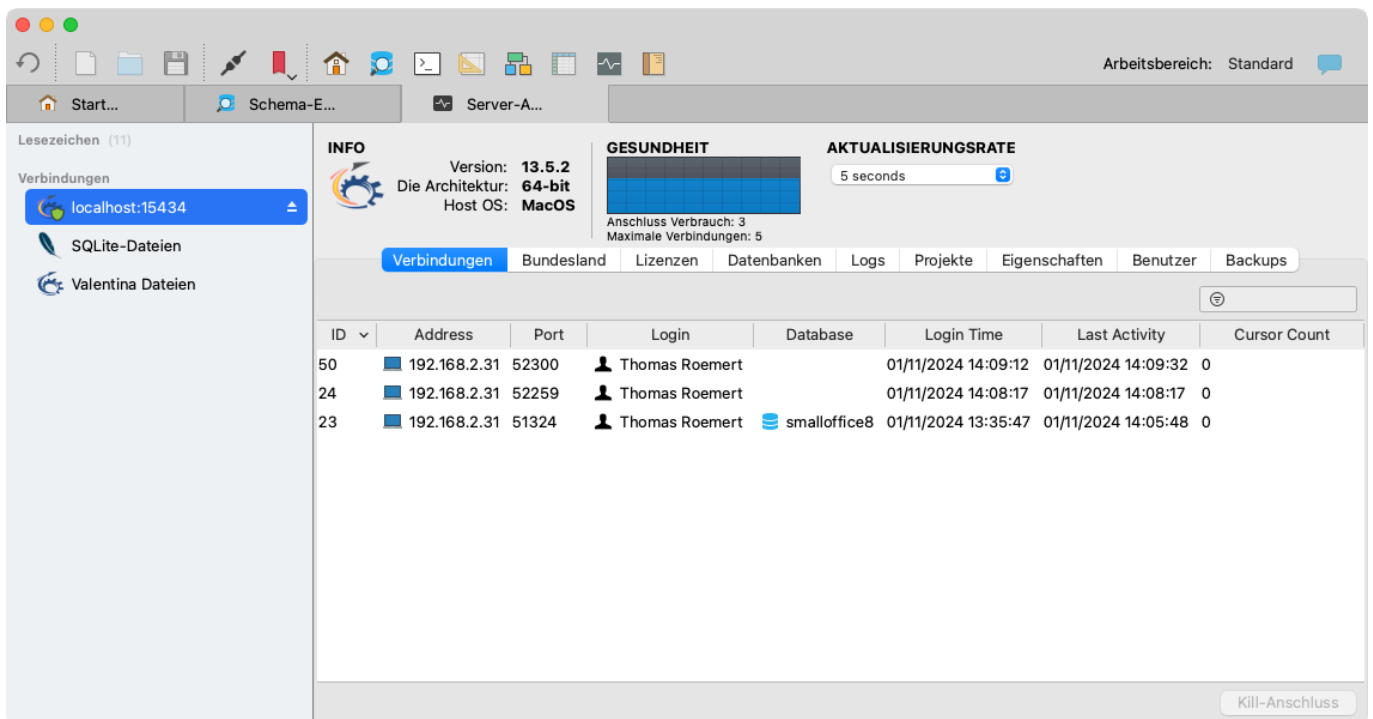 Arbeitsbereich: Standard
Start... Schema-E... Server-A...
Lesezeichen (11)
Verbindungen
localhost:15434
SQLite-Dateien
Valentina Dateien
INFO
Version: 13.5.2
Die Architektur: 64-bit
Host OS: MacOS
GESUNDHEIT
Anschluss Verbrauch: 3
Maximale Verbindungen: 5
AKTUALISIERUNGSRATE
5 seconds
Verbindungen Bundesland Lizenzen Datenbanken Logs Projekte Eigenschaften Benutzer Backups
ID Address Port Login Database Login Time Last Activity Cursor Count
50 192.168.2.31 52300 Thomas Roemert 01/11/2024 14:09:12 01/11/2024 14:09:32 0
24 192.168.2.31 52259 Thomas Roemert 01/11/2024 14:08:17 01/11/2024 14:08:17 0
23 192.168.2.31 51324 Thomas Roemert smalloffice8 01/11/2024 13:35:47 01/11/2024 14:05:48 0
Kill-Anschluss